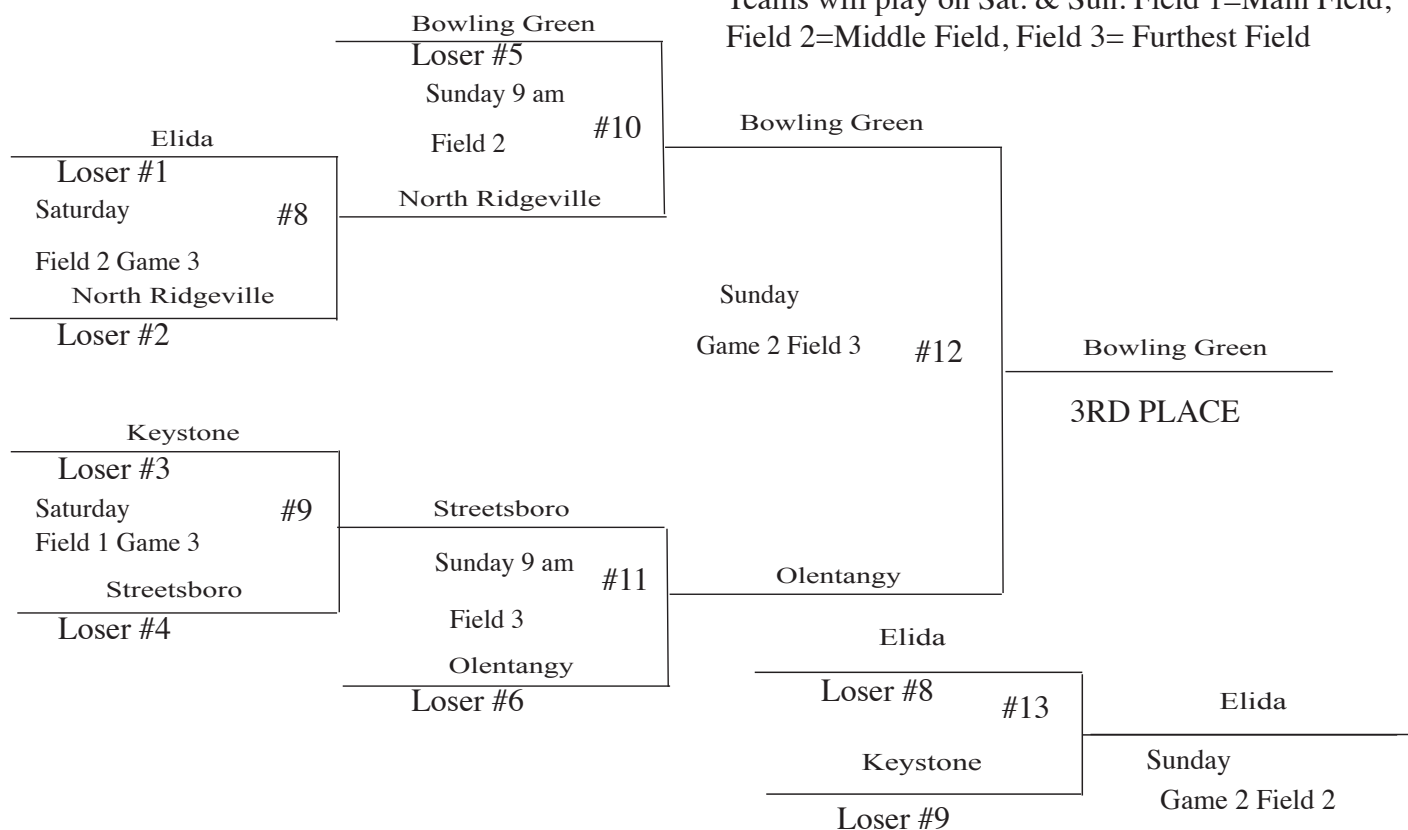 Teams will play on Sat. & Sun. Field 1=Main Field,
Field 2=Middle Field, Field 3= Furthest Field
Bowling Green
Loser #5
Sunday 9 am
#10
Field 2
North Ridgeville
Elida
Loser #1
Saturday
#8
Field 2 Game 3
North Ridgeville
Loser #2
Bowling Green
Sunday
Game 2 Field 3
#12
Bowling Green
3RD PLACE
Keystone
Loser #3
Saturday
#9
Field 1 Game 3
Streetsboro
Loser #4
Streetsboro
Sunday 9 am
#11
Field 3
Olentangy
Loser #6
Olentangy
Elida
Loser #8
#13
Keystone
Loser #9
Elida
Sunday
Game 2 Field 2